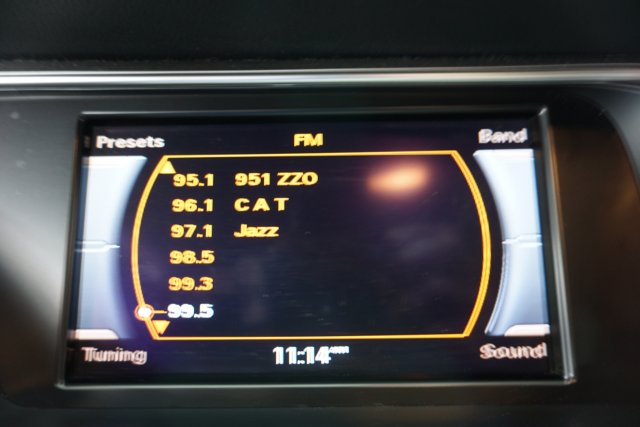 Presets FM Band
95.1 951 ZZO
96.1 C A T
97.1 Jazz
98.5
99.3
99.5
Tuning 11:14 Sound